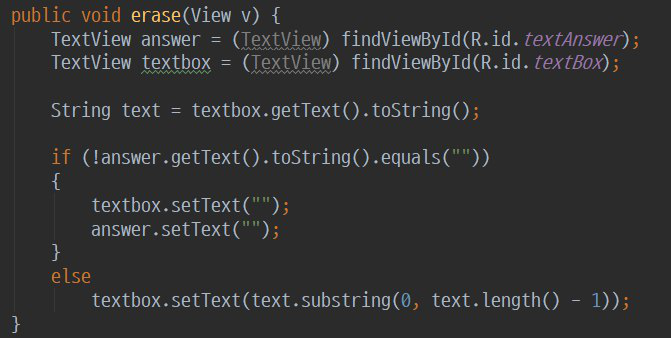 public void erase(View v) {
    TextView answer = (TextView) findViewById(R.id.textAnswer);
    TextView textbox = (TextView) findViewById(R.id.textBox);

    String text = textbox.getText().toString();

    if (!answer.getText().toString().equals(""))
    {
        textbox.setText("");
        answer.setText("");
    }
    else
        textbox.setText(text.substring(0, text.length() - 1));
}